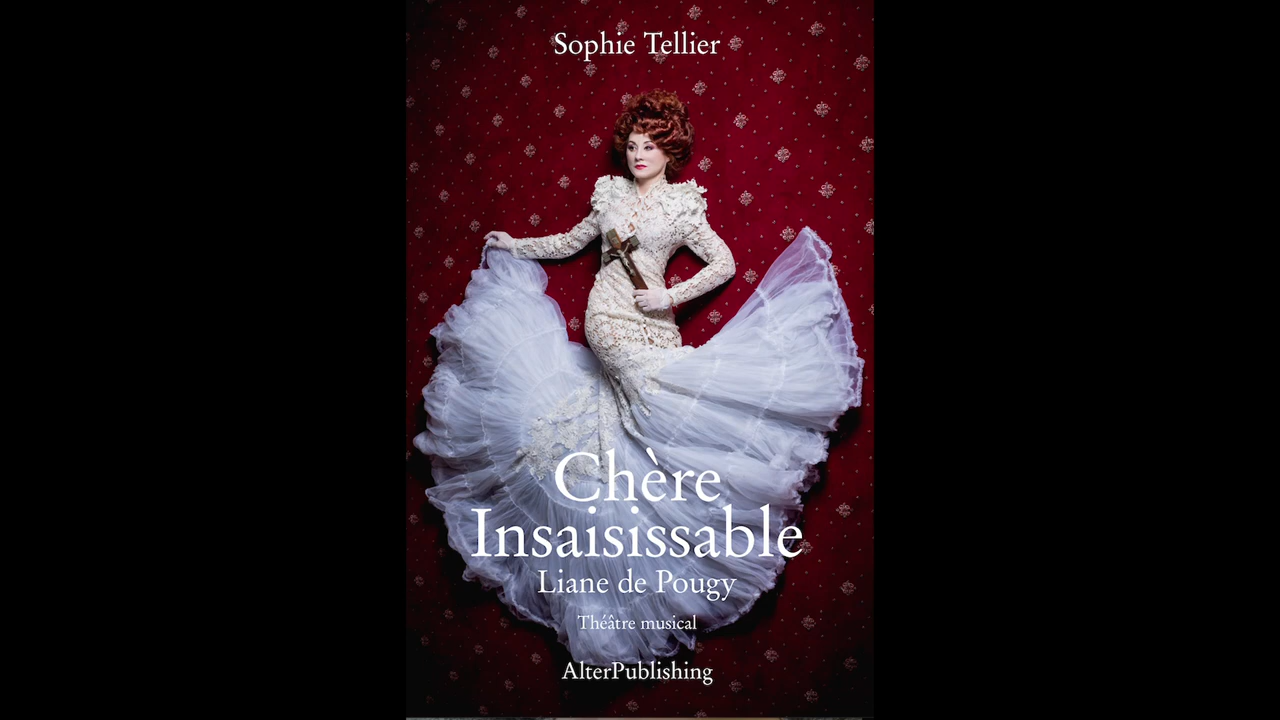 Sophie Tellier
Chère
Insaisissable
Liane de Pougy
Théâtre musical
AlterPublishing